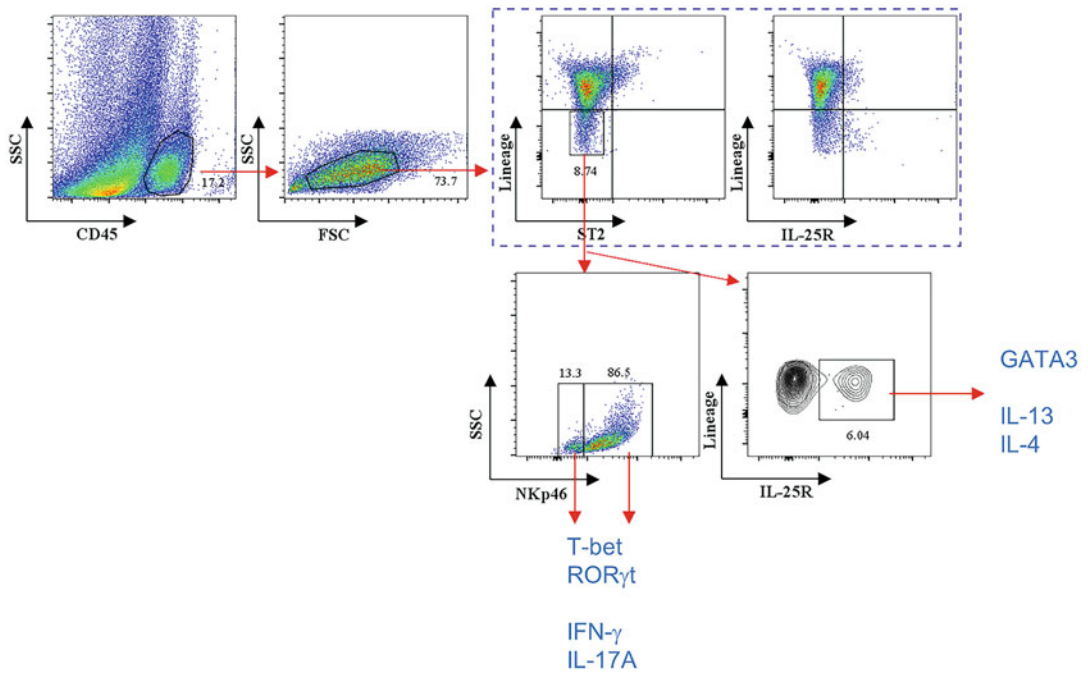 SSC
17.2
CD45
SSC
73.7
FSC
Lineage
8.74
ST2
Lineage
IL-25R
SSC
13.3
86.5
NKp46
Lineage
6.04
IL-25R
GATA3
IL-13
IL-4
T-bet
RORγt
IFN-γ
IL-17A